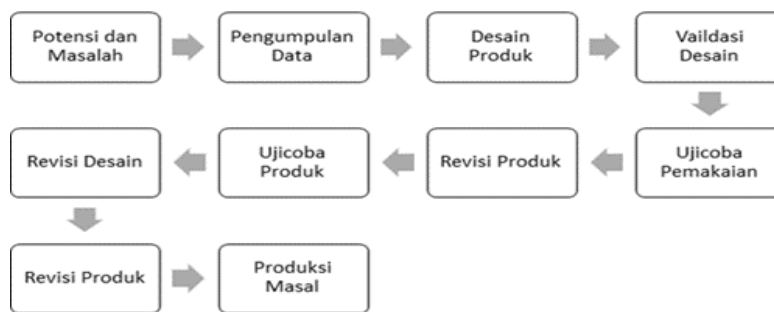 Potensi dan
Masalah
Pengumpulan
Data
Desain
Produk
Vaildasi
Desain
Ujicoba
Pemakaian
Revisi Produk
Ujicoba
Produk
Revisi Desain
Revisi Produk
Produksi
Masal